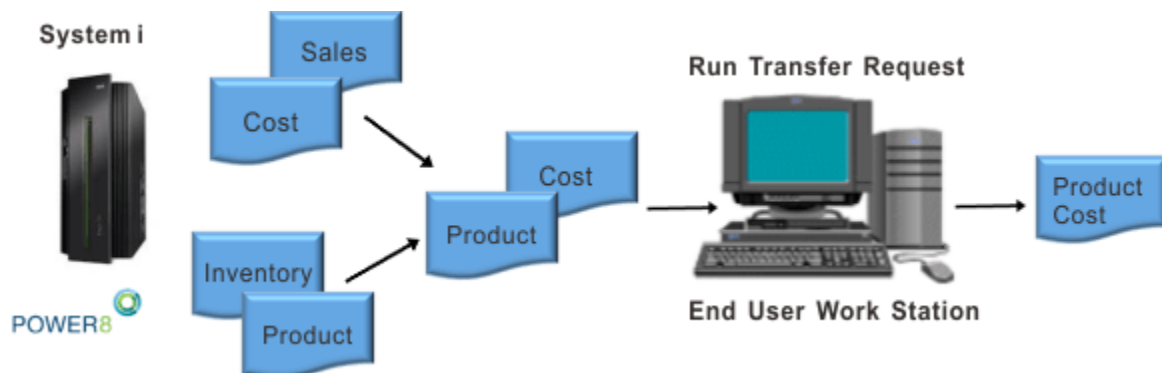 System i
Sales
Cost
Run Transfer Request
Cost
Product
Product
Cost
Inventory
Product
End User Work Station
POWER8